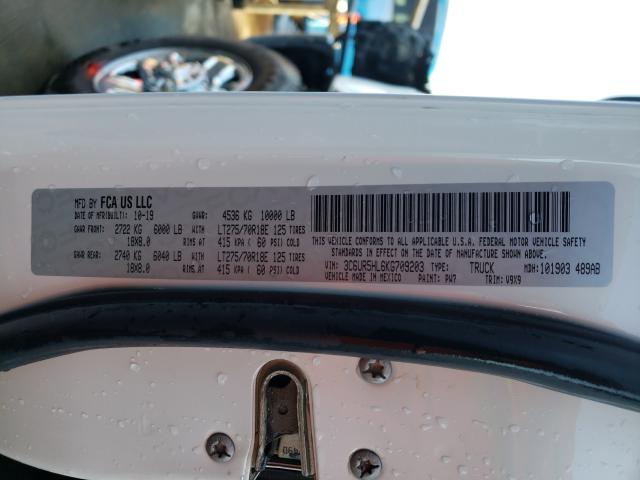 MFD BY FCA US LLC
DATE OF MFR(BUILT): 10-19 GVWR: 4536 KG 10000 LB
GAWR FRONT: 2722 KG 6000 LB WITH LT275/70R18E 125 TIRES
18X8.0 RIMS AT 415 KPA ( 60 PSI) COLD
GAWR REAR: 2740 KG 6040 LB WITH LT275/70R18E 125 TIRES
18X8.0 RIMS AT 415 KPA ( 60 PSI) COLD
THIS VEHICLE CONFORMS TO ALL APPLICABLE U.S.A. FEDERAL MOTOR VEHICLE SAFETY
STANDARDS IN EFFECT ON THE DATE OF MANUFACTURE SHOWN ABOVE.
VIN: 3C6UR5HL6KG709203 TYPE: TRUCK MDH: 101903 489AB
VEHICLE MADE IN MEXICO PAINT: PW7 TRIM: V9X9